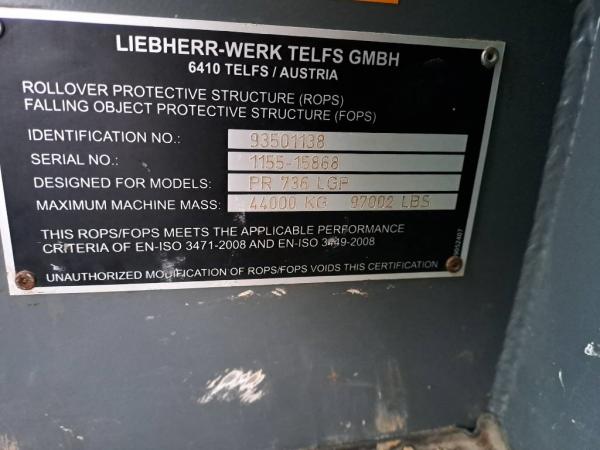 LIEBHERR-WERK TELFS GMBH
6410 TELFS / AUSTRIA
ROLLOVER PROTECTIVE STRUCTURE (ROPS)
FALLING OBJECT PROTECTIVE STRUCTURE (FOPS)
IDENTIFICATION NO.: 93501138
SERIAL NO.: 1155-15868
DESIGNED FOR MODELS: PR 736 LGP
MAXIMUM MACHINE MASS: 44000 KG 97002 LBS
THIS ROPS/FOPS MEETS THE APPLICABLE PERFORMANCE
CRITERIA OF EN-ISO 3471-2008 AND EN-ISO 3449-2008
UNAUTHORIZED MODIFICATION OF ROPS/FOPS VOIDS THIS CERTIFICATION